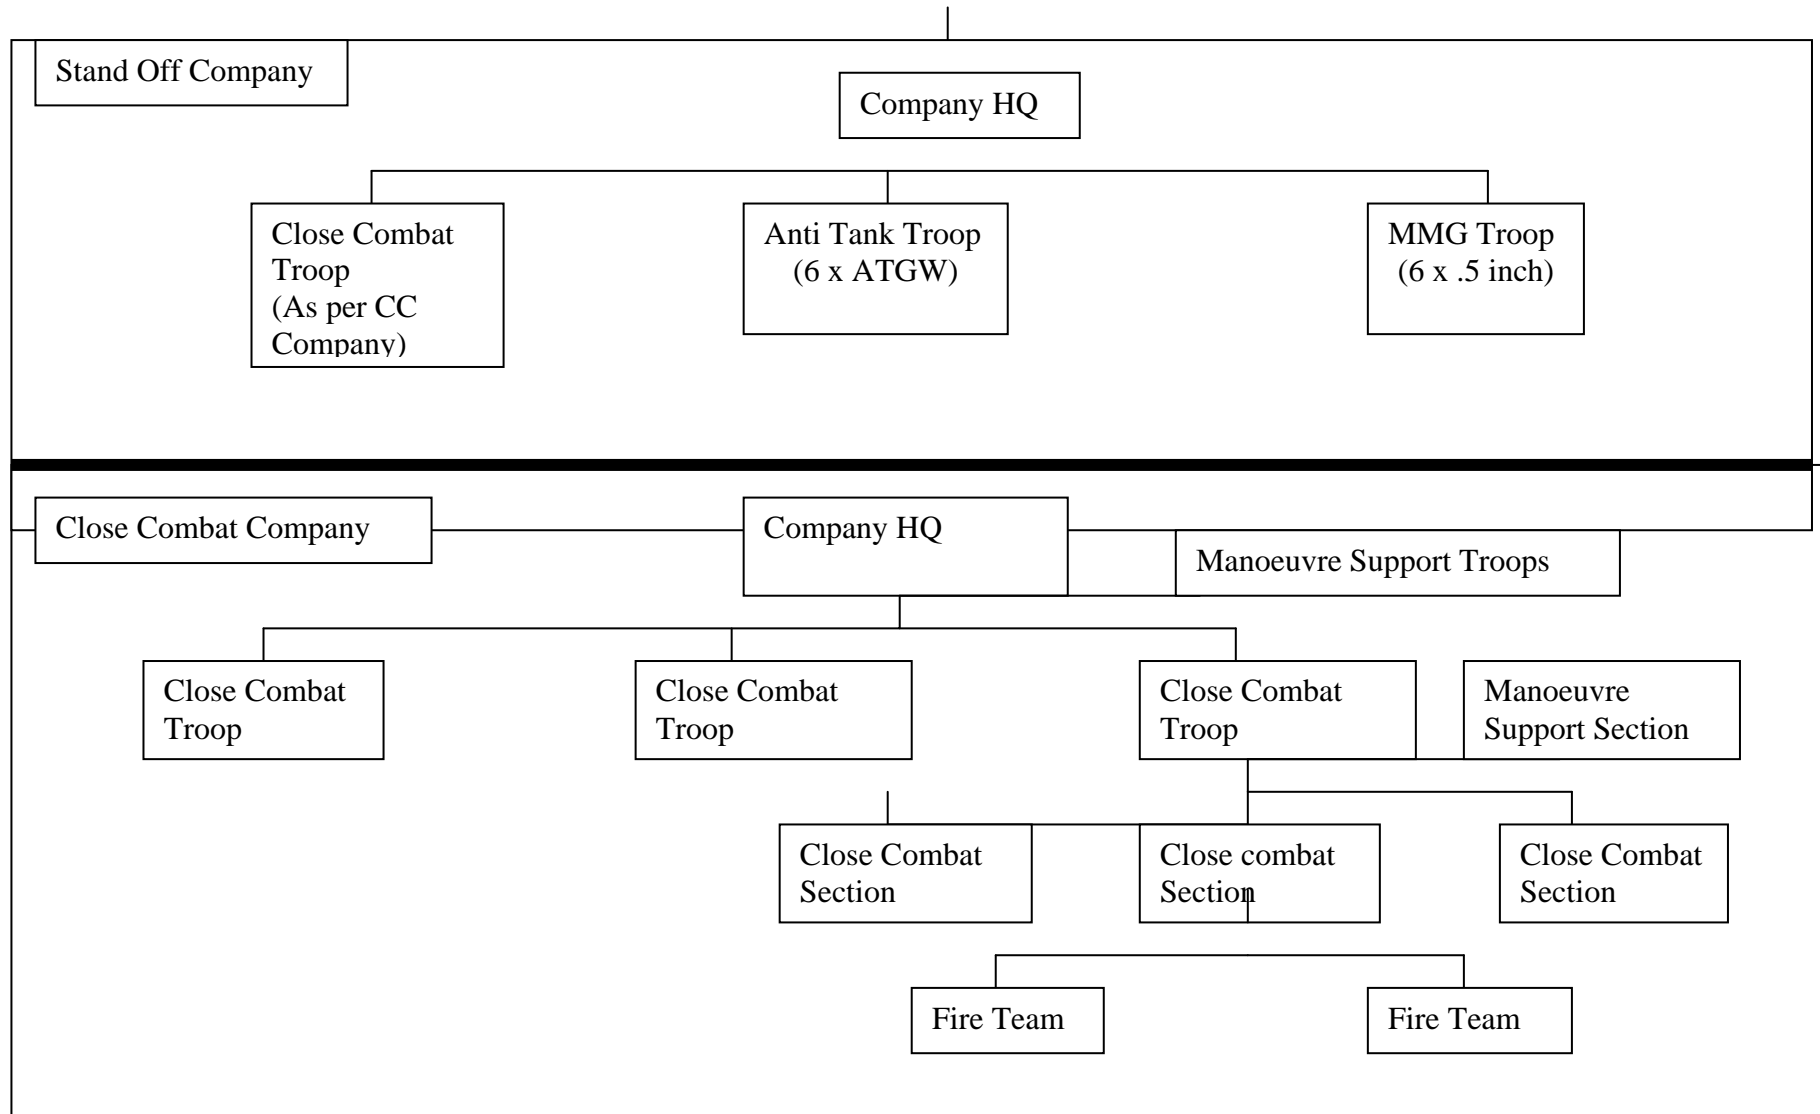 Stand Off Company
Company HQ
Close Combat
Troop
(As per CC
Company)
Anti Tank Troop
(6 x ATGW)
MMG Troop
(6 x .5 inch)
Close Combat Company
Company HQ
Manoeuvre Support Troops
Close Combat
Troop
Close Combat
Troop
Close Combat
Troop
Manoeuvre
Support Section
Close Combat
Section
Close combat
Section
Close Combat
Section
Fire Team
Fire Team